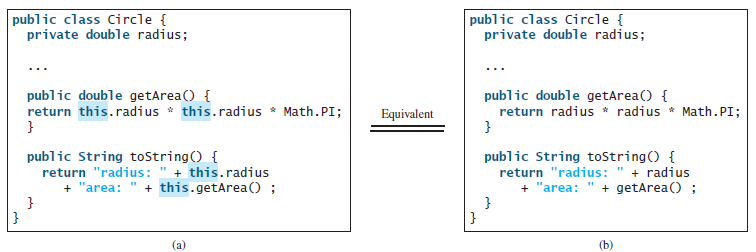 public class Circle {
private double radius;
...
public double getArea() {
return this.radius * this.radius * Math.PI;
}
public String toString() {
return "radius: " + this.radius
+ "area: " + this.getArea() ;
}
}
(a)
Equivalent
public class Circle {
private double radius;
...
public double getArea() {
return radius * radius * Math.PI;
}
public String toString() {
return "radius: " + radius
+ "area: " + getArea() ;
}
}
(b)